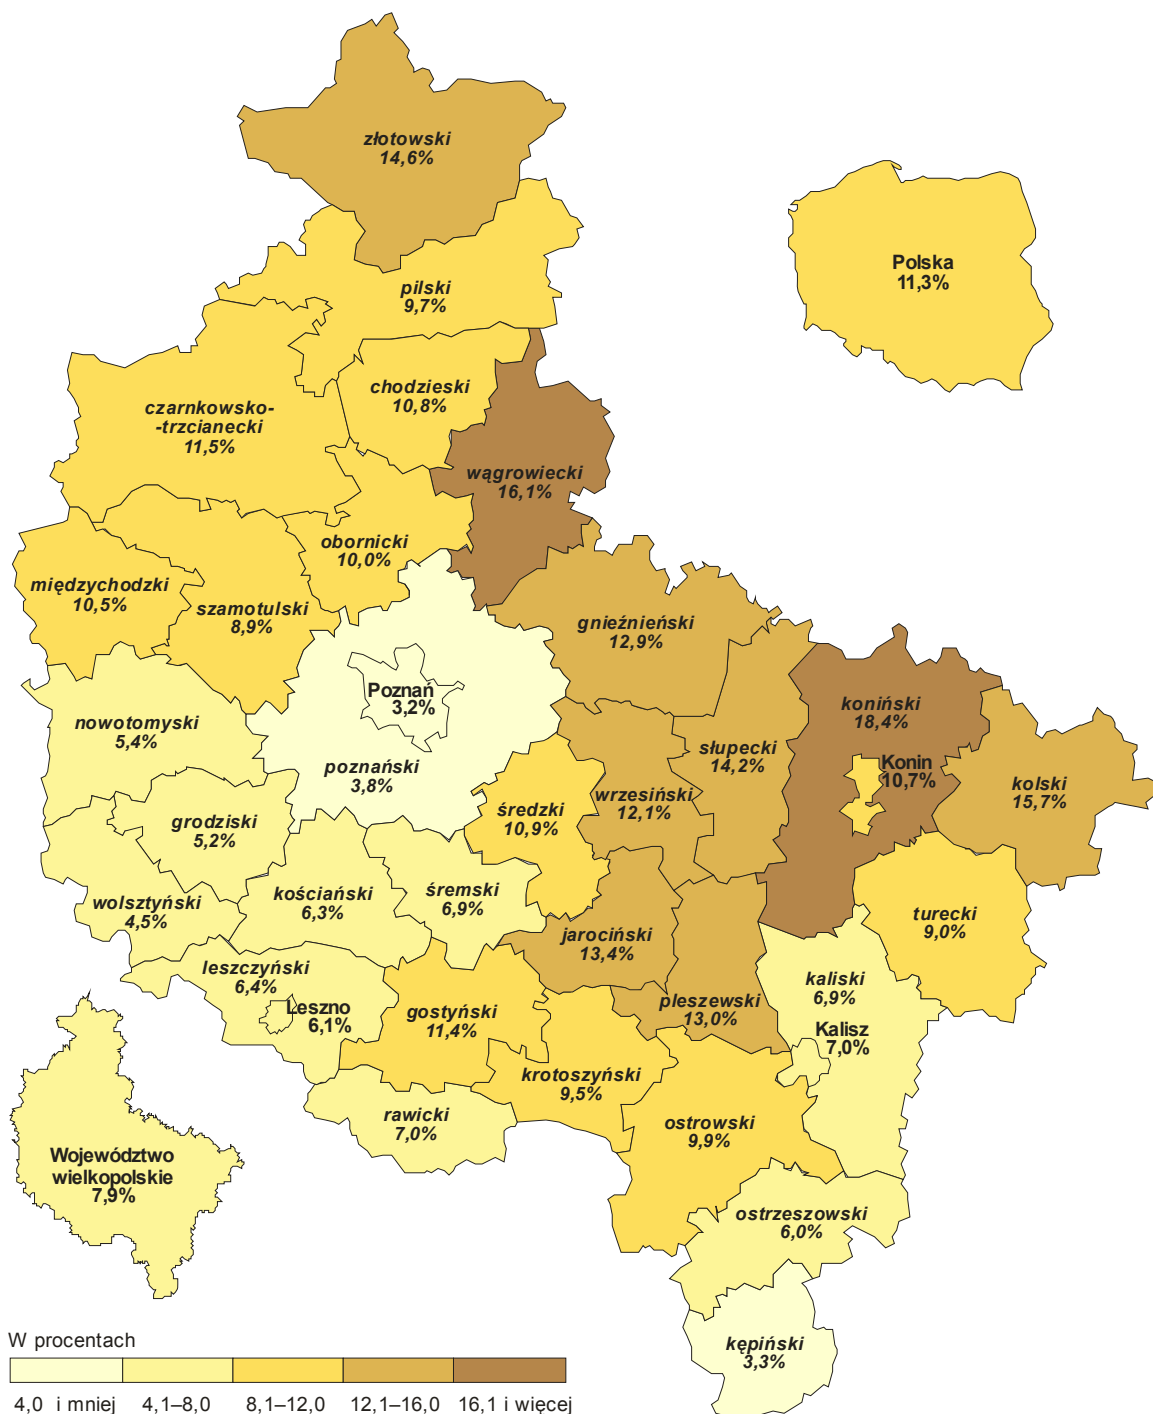 złotowski
14,6%
Polska
11,3%
pilski
9,7%
chodzieski
10,8%
czarnkowsko-
-trzcianecki
11,5%
wągrowiecki
16,1%
obornicki
10,0%
międzychodzki
10,5%
szamotulski
8,9%
gnieźnieński
12,9%
Poznań
3,2%
koniński
18,4%
nowotomyski
5,4%
słupecki
14,2%
Konin
10,7%
poznański
3,8%
kolski
15,7%
wrzesiński
12,1%
średzki
10,9%
grodziski
5,2%
kościański
6,3%
śremski
6,9%
wolsztyński
4,5%
turecki
9,0%
jarociński
13,4%
leszczyński
6,4%
kaliski
6,9%
pleszewski
13,0%
Leszno
6,1%
gostyński
11,4%
Kalisz
7,0%
krotoszyński
9,5%
rawicki
7,0%
ostrowski
9,9%
Województwo
wielkopolskie
7,9%
ostrzeszowski
6,0%
kępiński
3,3%
W procentach
4,0 i mniej 4,1–8,0 8,1–12,0 12,1–16,0 16,1 i więcej